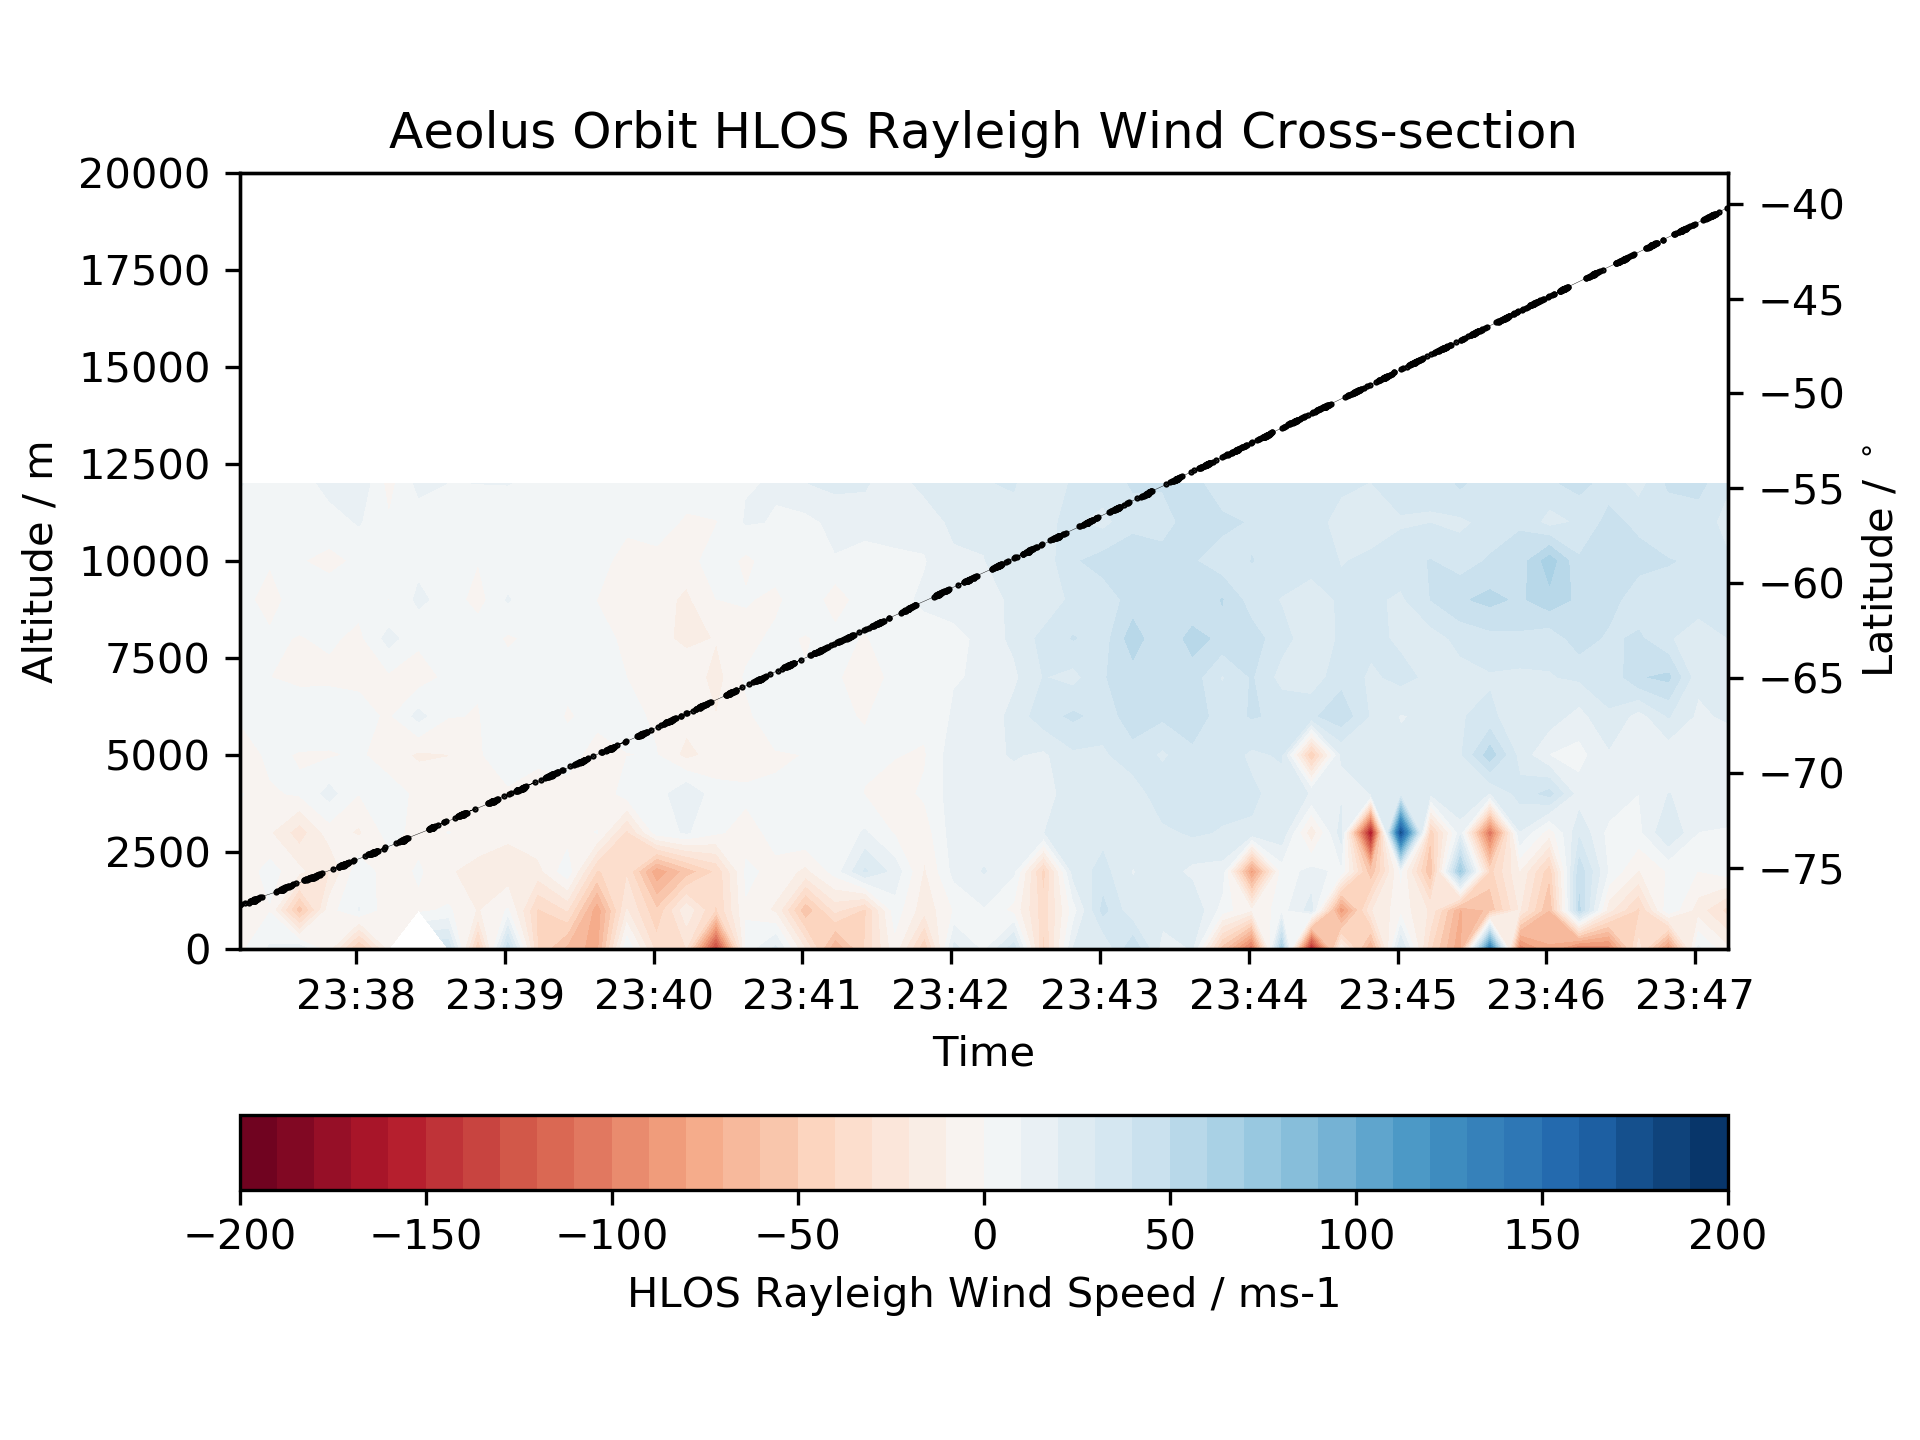 Aeolus Orbit HLOS Rayleigh Wind Cross-section
20000
17500
15000
12500
10000
7500
5000
2500
0
Altitude / m
−40
−45
−50
−55
−60
−65
−70
−75
Latitude / °
23:38 23:39 23:40 23:41 23:42 23:43 23:44 23:45 23:46 23:47
Time
−200 −150 −100 −50 0 50 100 150 200
HLOS Rayleigh Wind Speed / ms-1